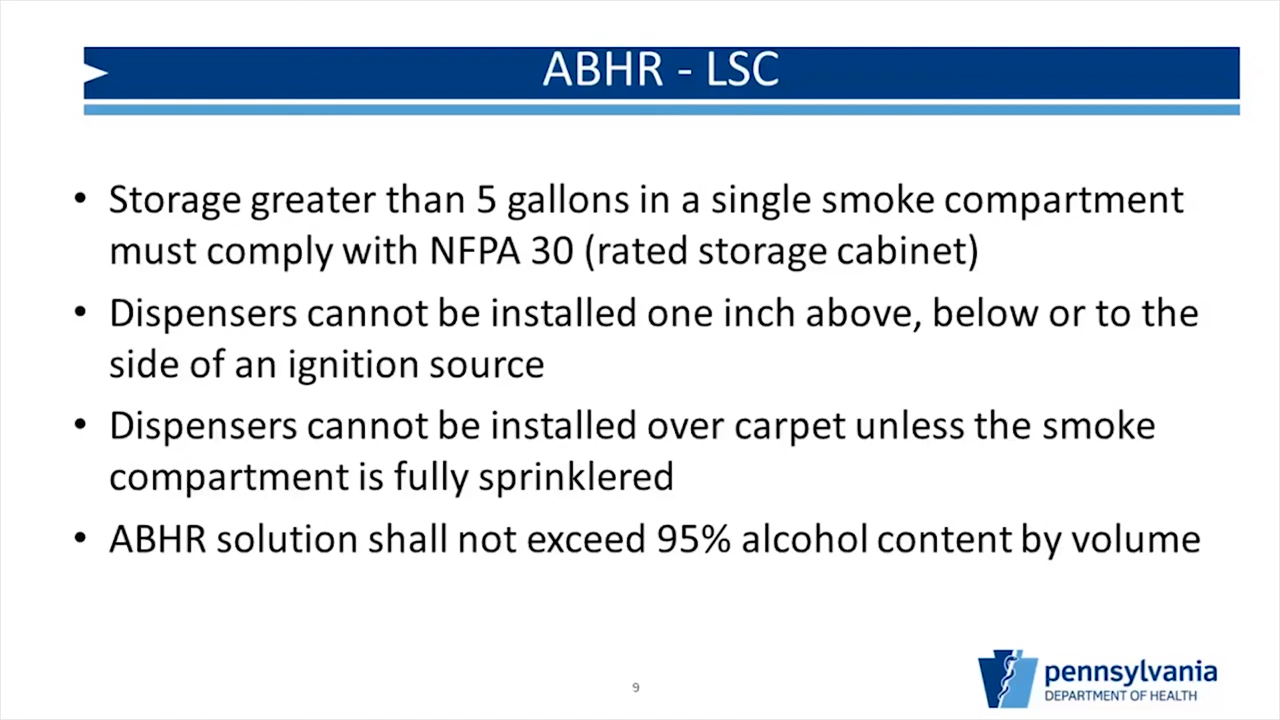 ABHR - LSC
• Storage greater than 5 gallons in a single smoke compartment
must comply with NFPA 30 (rated storage cabinet)
• Dispensers cannot be installed one inch above, below or to the
side of an ignition source
• Dispensers cannot be installed over carpet unless the smoke
compartment is fully sprinklered
• ABHR solution shall not exceed 95% alcohol content by volume
9
pennsylvania
DEPARTMENT OF HEALTH